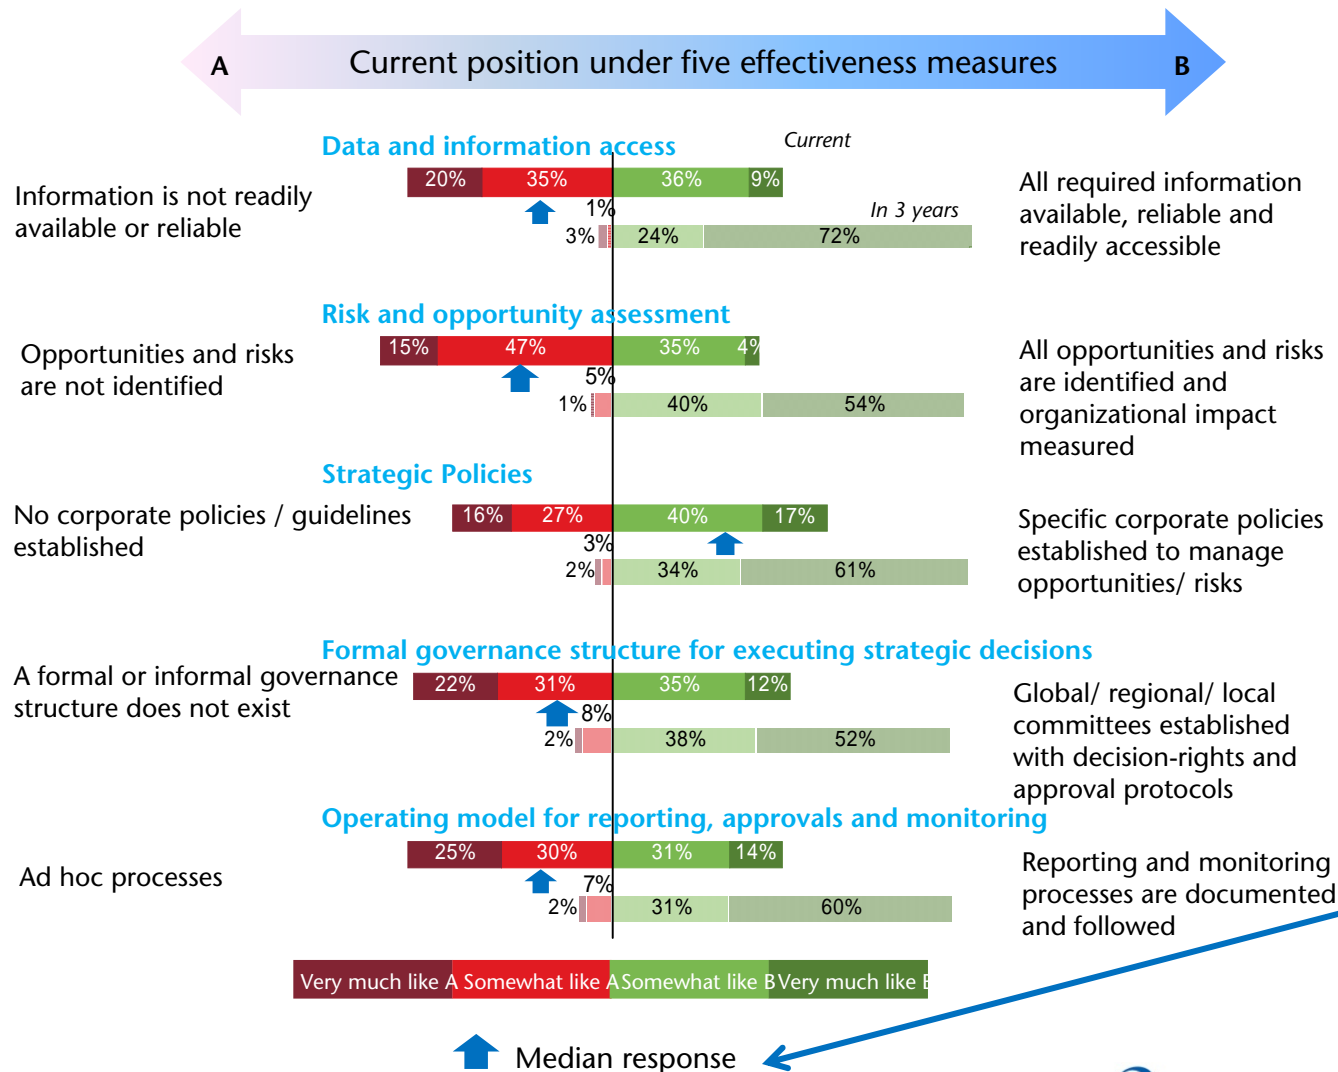 A Current position under five effectiveness measures B
Data and information access
Current
Information is not readily
available or reliable
20% 35% 36% 9%
1%
In 3 years
3% 24% 72%
All required information
available, reliable and
readily accessible
Risk and opportunity assessment
Opportunities and risks
are not identified
15% 47% 35% 4%
5%
1% 40% 54%
All opportunities and risks
are identified and
organizational impact
measured
Strategic Policies
No corporate policies / guidelines
established
16% 27% 40% 17%
3%
2% 34% 61%
Specific corporate policies
established to manage
opportunities/ risks
Formal governance structure for executing strategic decisions
A formal or informal governance
structure does not exist
22% 31% 35% 12%
8%
2% 38% 52%
Global/ regional/ local
committees established
with decision-rights and
approval protocols
Operating model for reporting, approvals and monitoring
Ad hoc processes
25% 30% 31% 14%
7%
2% 31% 60%
Reporting and monitoring
processes are documented
and followed
Very much like A Somewhat like A Somewhat like B Very much like B
Median response